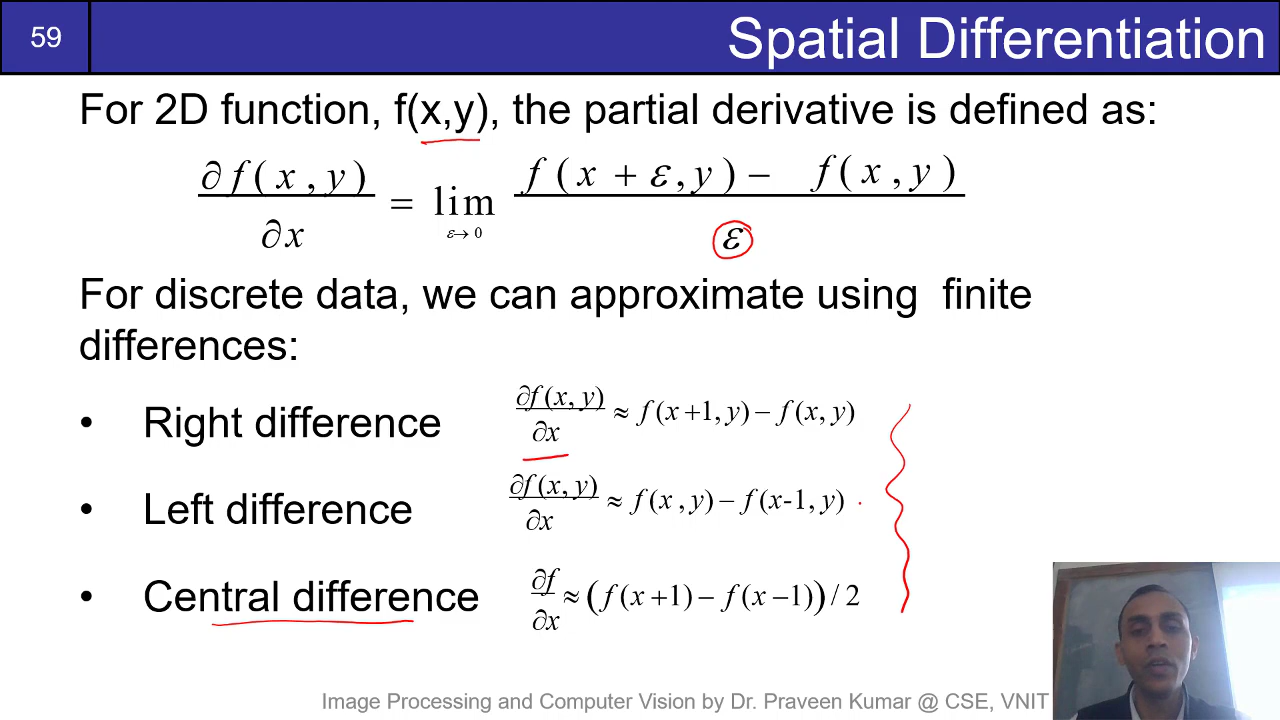 59
Spatial Differentiation
For 2D function, f(x,y), the partial derivative is defined as:
∂f(x,y)/∂x = lim ε→0 f(x+ε,y)− f(x,y) / ε
For discrete data, we can approximate using finite
differences:
• Right difference ∂f(x,y)/∂x ≈ f(x+1,y)−f(x,y)
• Left difference ∂f(x,y)/∂x ≈ f(x,y)−f(x-1,y)
• Central difference ∂f/∂x ≈ (f(x+1)−f(x−1))/2
Image Processing and Computer Vision by Dr. Praveen Kumar @ CSE, VNIT